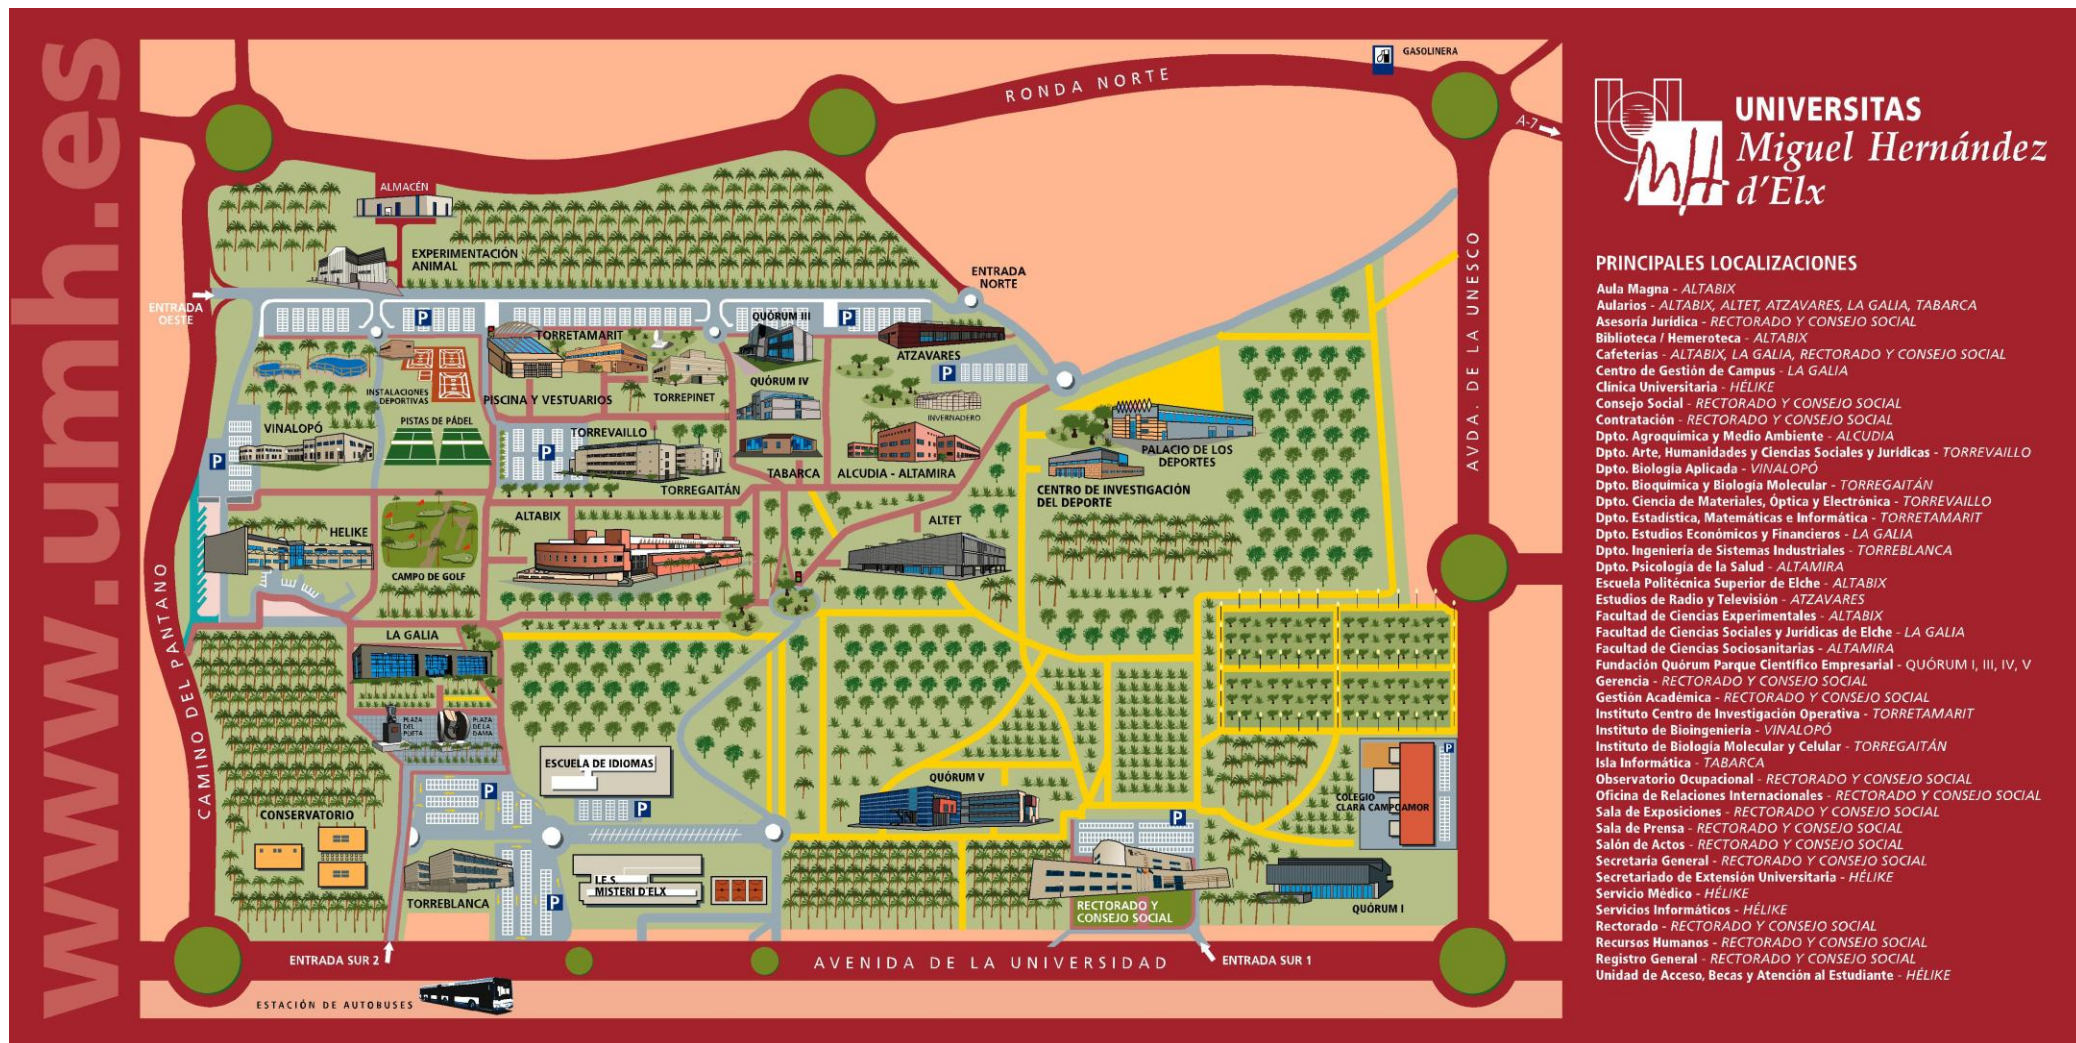 www.umh.es
GASOLINERA
RONDA NORTE
A-7
ALMACÉN
EXPERIMENTACIÓN
ANIMAL
ENTRADA
NORTE
ENTRADA
OESTE
AVDA. DE LA UNESCO
P
QUÓRUM III
P
TORRETAMARIT
ATZAVARES
P
INSTALACIONES
DEPORTIVAS
PISCINA Y VESTUARIOS
TORREPINET
QUÓRUM IV
INVERNADERO
VINALOPÓ
PISTAS DE PÁDEL
TORREVAILLO
P
P
TABARCA
ALCUDIA - ALTAMIRA
PALACIO DE LOS
DEPORTES
TORREGAITÁN
CENTRO DE INVESTIGACIÓN
DEL DEPORTE
HELIKE
ALTABIX
ALTET
CAMPO DE GOLF
CAMINO DEL PANTANO
LA GALIA
PLAZA
DEL
POETA
PLAZA
DE LA
DAMA
ESCUELA DE IDIOMAS
P
P
QUÓRUM V
P
COLEGIO
CLARA CAMPOAMOR
P
CONSERVATORIO
I.E.S.
MISTERI D'ELX
P
TORREBLANCA
RECTORADO Y
CONSEJO SOCIAL
QUÓRUM I
ENTRADA SUR 2
AVENIDA DE LA UNIVERSIDAD
ENTRADA SUR 1
ESTACIÓN DE AUTOBUSES
UNIVERSITAS
Miguel Hernández
d'Elx
PRINCIPALES LOCALIZACIONES
Aula Magna - ALTABIX
Aularios - ALTABIX, ALTET, ATZAVARES, LA GALIA, TABARCA
Asesoría Jurídica - RECTORADO Y CONSEJO SOCIAL
Biblioteca / Hemeroteca - ALTABIX
Cafeterías - ALTABIX, LA GALIA, RECTORADO Y CONSEJO SOCIAL
Centro de Gestión de Campus - LA GALIA
Clínica Universitaria - HÉLIKE
Consejo Social - RECTORADO Y CONSEJO SOCIAL
Contratación - RECTORADO Y CONSEJO SOCIAL
Dpto. Agroquímica y Medio Ambiente - ALCUDIA
Dpto. Arte, Humanidades y Ciencias Sociales y Jurídicas - TORREVAILLO
Dpto. Biología Aplicada - VINALOPÓ
Dpto. Bioquímica y Biología Molecular - TORREGAITÁN
Dpto. Ciencia de Materiales, Óptica y Electrónica - TORREVAILLO
Dpto. Estadística, Matemáticas e Informática - TORRETAMARIT
Dpto. Estudios Económicos y Financieros - LA GALIA
Dpto. Ingeniería de Sistemas Industriales - TORREBLANCA
Dpto. Psicología de la Salud - ALTAMIRA
Escuela Politécnica Superior de Elche - ALTABIX
Estudios de Radio y Televisión - ATZAVARES
Facultad de Ciencias Experimentales - ALTABIX
Facultad de Ciencias Sociales y Jurídicas de Elche - LA GALIA
Facultad de Ciencias Sociosanitarias - ALTAMIRA
Fundación Quórum Parque Científico Empresarial - QUÓRUM I, III, IV, V
Gerencia - RECTORADO Y CONSEJO SOCIAL
Gestión Académica - RECTORADO Y CONSEJO SOCIAL
Instituto Centro de Investigación Operativa - TORRETAMARIT
Instituto de Bioingeniería - VINALOPÓ
Instituto de Biología Molecular y Celular - TORREGAITÁN
Isla Informática - TABARCA
Observatorio Ocupacional - RECTORADO Y CONSEJO SOCIAL
Oficina de Relaciones Internacionales - RECTORADO Y CONSEJO SOCIAL
Sala de Exposiciones - RECTORADO Y CONSEJO SOCIAL
Sala de Prensa - RECTORADO Y CONSEJO SOCIAL
Salón de Actos - RECTORADO Y CONSEJO SOCIAL
Secretaría General - RECTORADO Y CONSEJO SOCIAL
Secretariado de Extensión Universitaria - HÉLIKE
Servicio Médico - HÉLIKE
Servicios Informáticos - HÉLIKE
Rectorado - RECTORADO Y CONSEJO SOCIAL
Recursos Humanos - RECTORADO Y CONSEJO SOCIAL
Registro General - RECTORADO Y CONSEJO SOCIAL
Unidad de Acceso, Becas y Atención al Estudiante - HÉLIKE